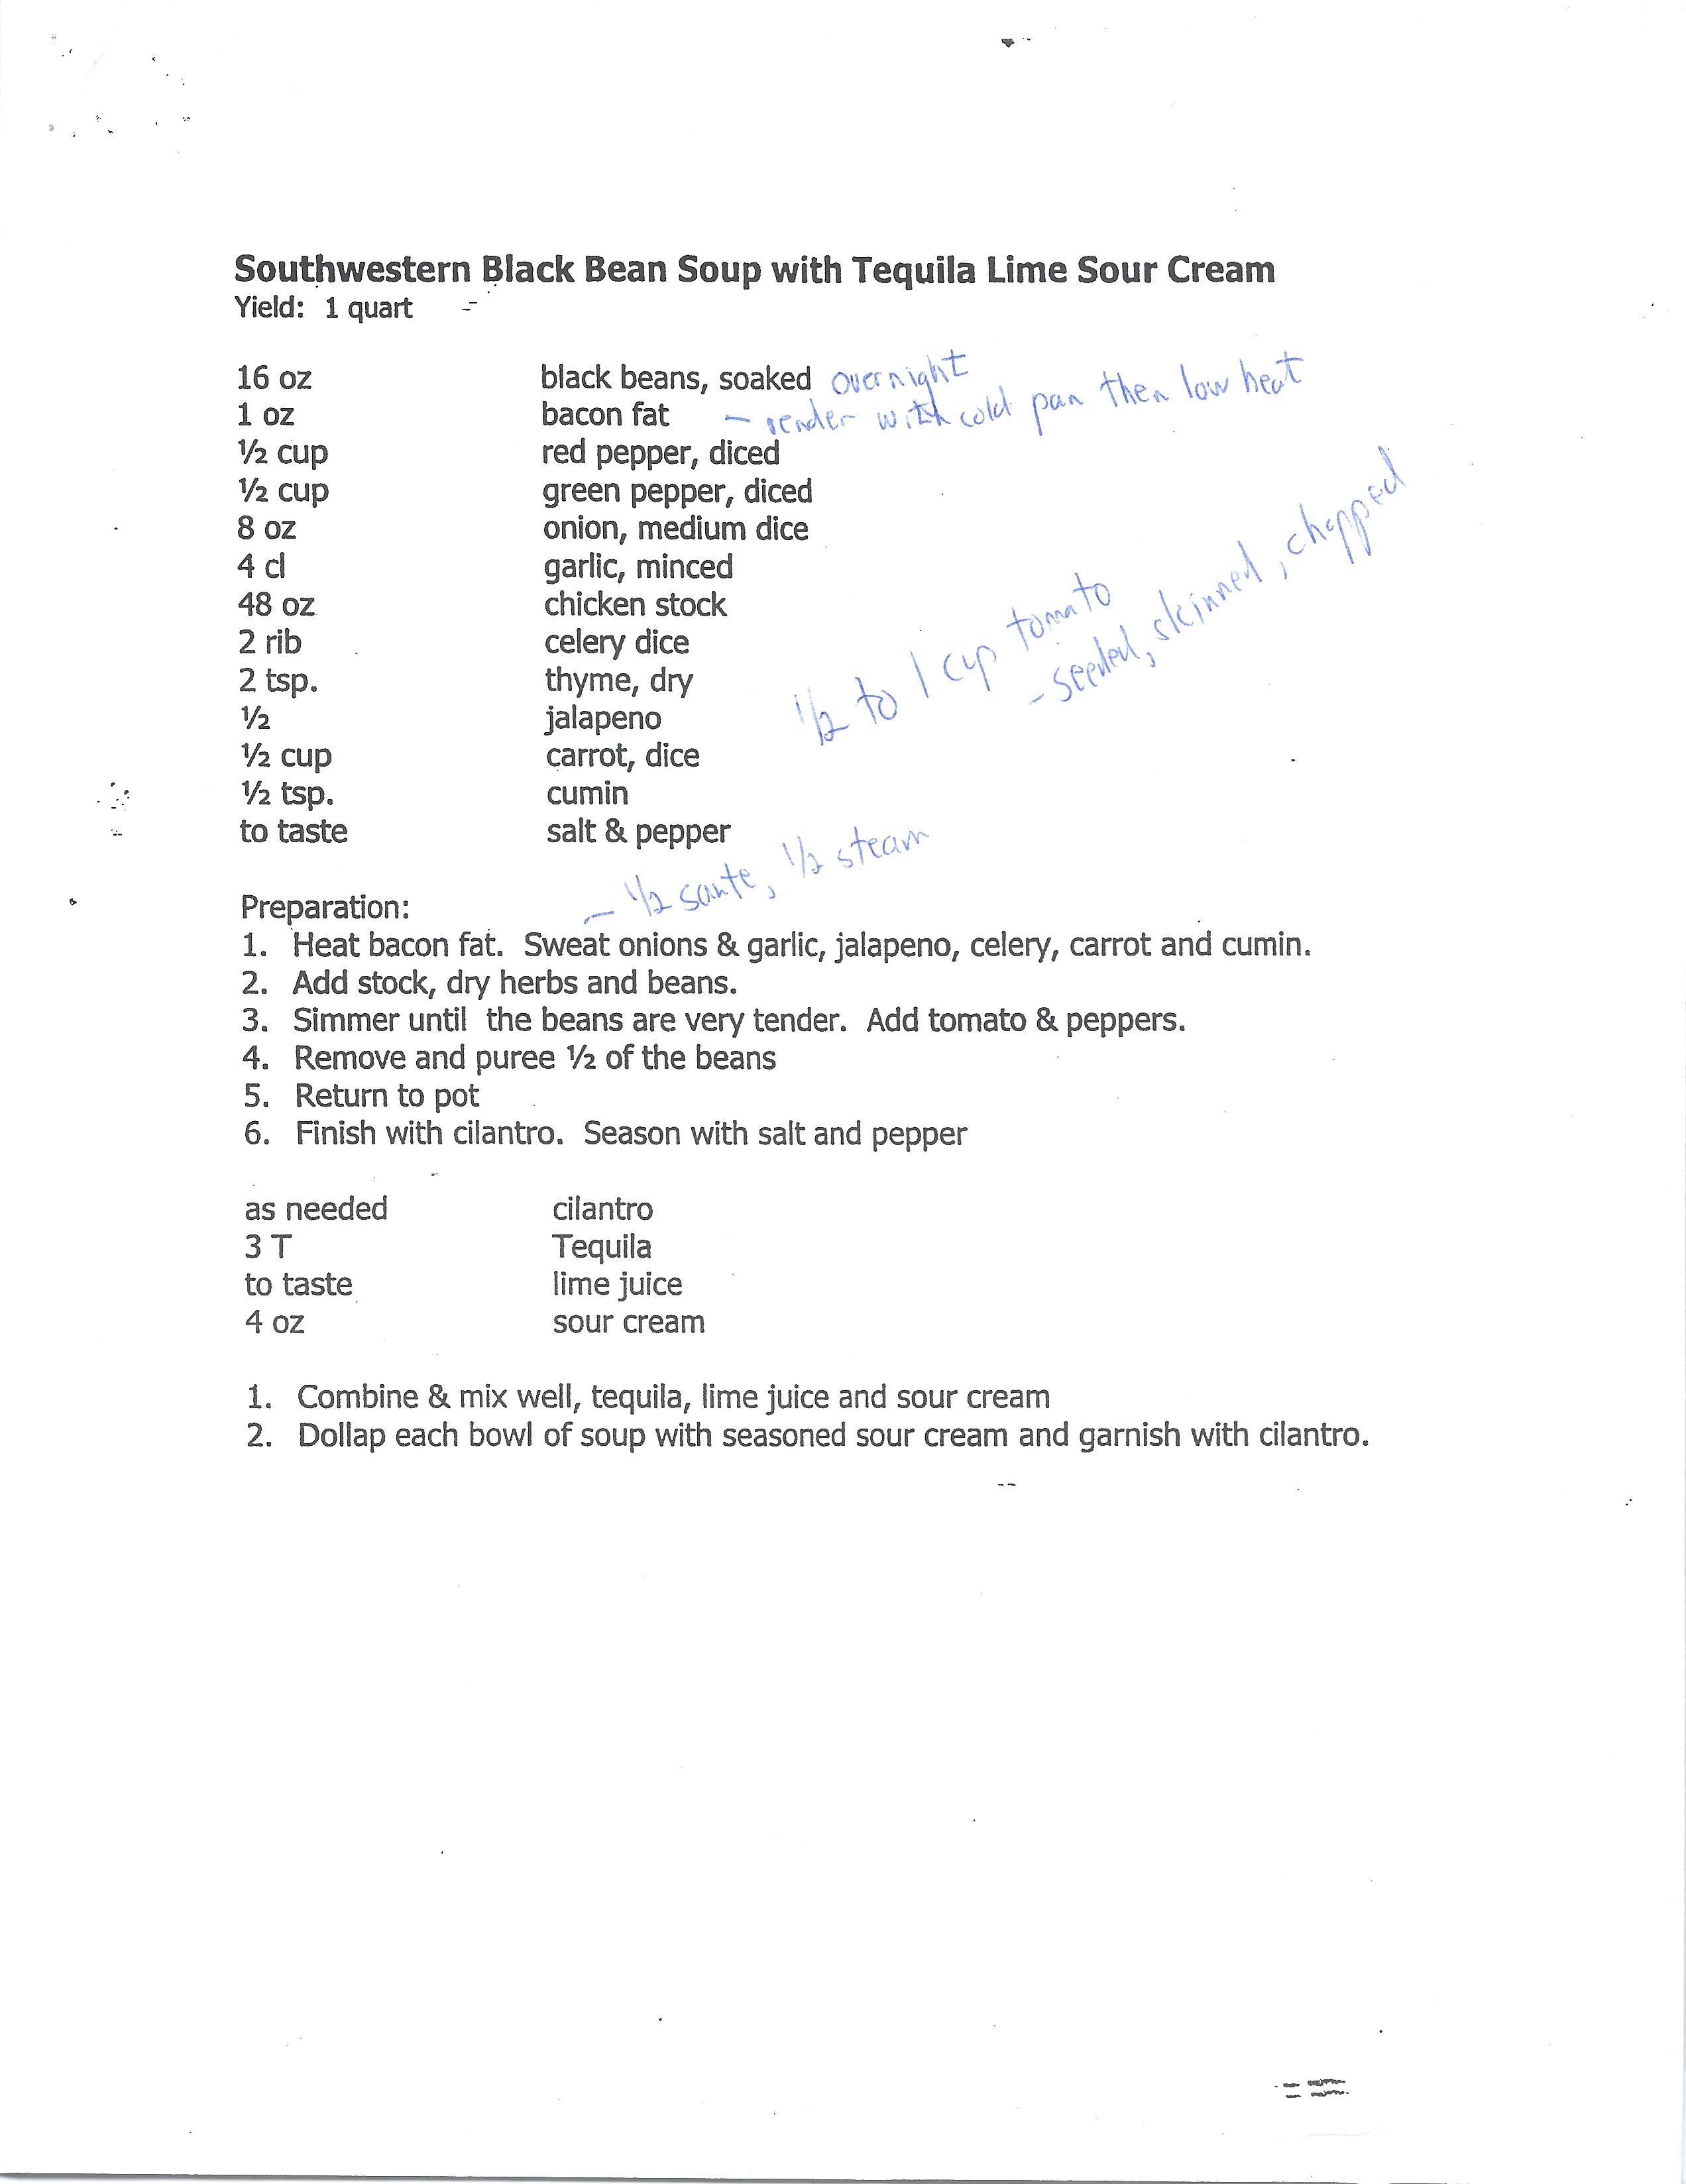 Southwestern Black Bean Soup with Tequila Lime Sour Cream
Yield: 1 quart
16 oz black beans, soaked overnight
1 oz bacon fat – render with cold pan then low heat
½ cup red pepper, diced
½ cup green pepper, diced
8 oz onion, medium dice
4 cl garlic, minced
48 oz chicken stock
2 rib celery dice
2 tsp. thyme, dry
½ jalapeno
½ cup carrot, dice
½ tsp. cumin
to taste salt & pepper
1/2 to 1 cup tomato
- seeded, skinned, chopped
Preparation: – 1/2 saute, 1/2 steam
1. Heat bacon fat. Sweat onions & garlic, jalapeno, celery, carrot and cumin.
2. Add stock, dry herbs and beans.
3. Simmer until the beans are very tender. Add tomato & peppers.
4. Remove and puree ½ of the beans
5. Return to pot
6. Finish with cilantro. Season with salt and pepper
as needed cilantro
3 T Tequila
to taste lime juice
4 oz sour cream
1. Combine & mix well, tequila, lime juice and sour cream
2. Dollap each bowl of soup with seasoned sour cream and garnish with cilantro.